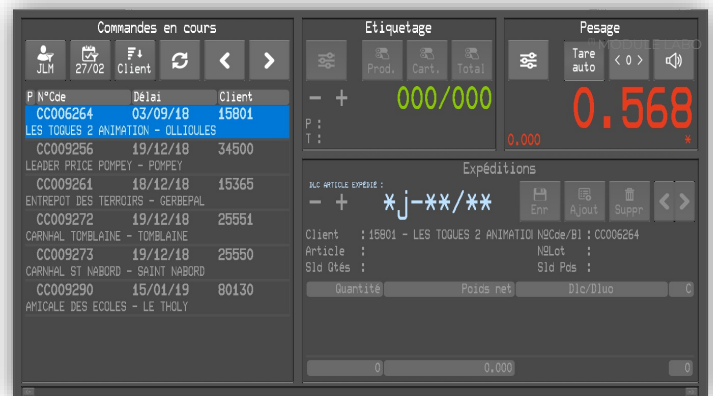 Commandes en cours
JLM 27/02 Client
P N°Cde Délai Client
CC006264 03/09/18 15801
LES TOQUES 2 ANIMATION - OLLIOULES
CC009256 19/12/18 34500
LEADER PRICE POMPEY - POMPEY
CC009261 18/12/18 15365
ENTREPOT DES TERROIRS - GERBEPAL
CC009272 19/12/18 25551
CARNHAL TOMBLAINE - TOMBLAINE
CC009273 19/12/18 25550
CARNHAL ST NABORD - SAINT NABORD
CC009290 15/01/19 80130
AMICALE DES ECOLES - LE THOLY
Etiquetage
Prod. Cart. Total
- + 000/000
P :
T :
Pesage
MODULE LABO
Tare auto < 0 >
0.568
0.000 *
Expéditions
DLC ARTICLE EXPÉDIÉ :
- + *j-**/**
Enr Ajout Suppr < >
Client : 15801 - LES TOQUES 2 ANIMATIO NºCde/Bl : CC006264
Article : NºLot :
Sld Qtés : Sld Pds :
Quantité Poids net Dlc/Dluo C
0 0.000 0